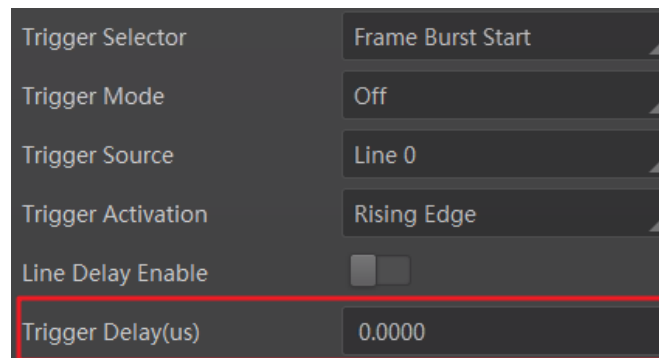 Trigger Selector Frame Burst Start
Trigger Mode Off
Trigger Source Line 0
Trigger Activation Rising Edge
Line Delay Enable
Trigger Delay(us) 0.0000